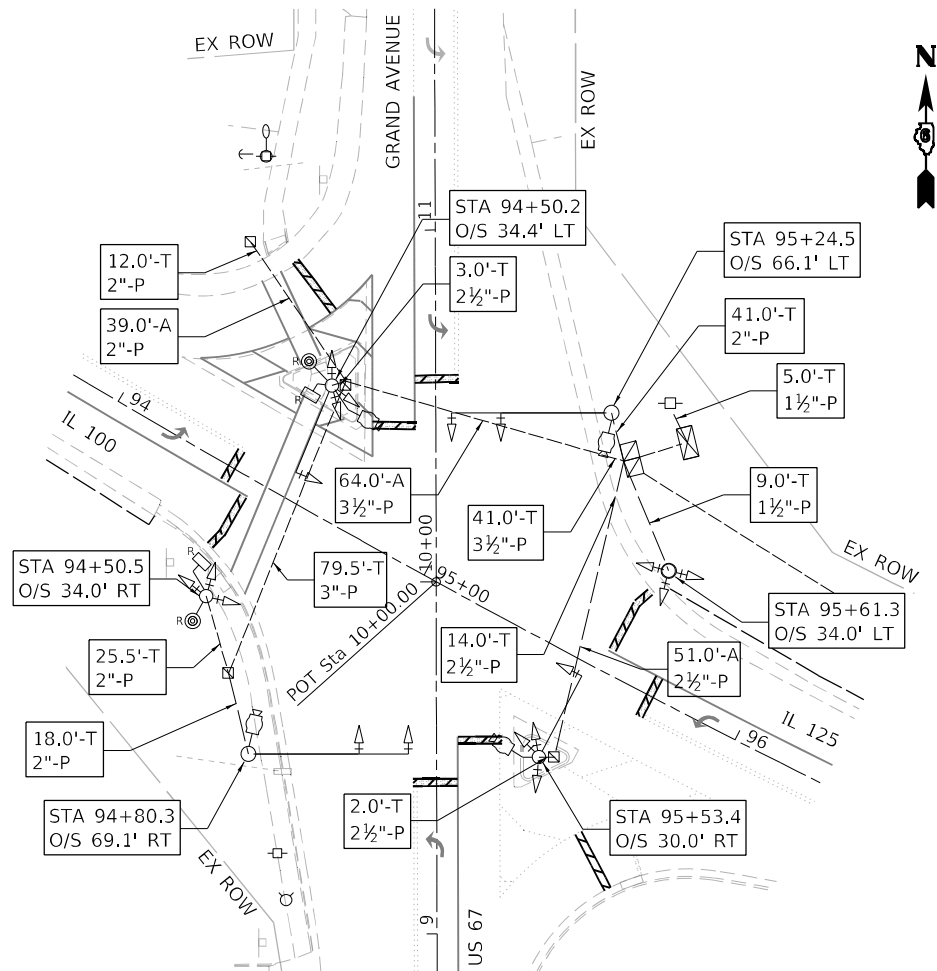 EX ROW
GRAND AVENUE
EX ROW
N
6
11
STA 94+50.2
O/S 34.4' LT
STA 95+24.5
O/S 66.1' LT
12.0'-T
2"-P
3.0'-T
2½"-P
39.0'-A
2"-P
41.0'-T
2"-P
5.0'-T
1½"-P
R
R
94
IL 100
64.0'-A
3½"-P
41.0'-T
3½"-P
9.0'-T
1½"-P
EX ROW
R
STA 94+50.5
O/S 34.0' RT
79.5'-T
3"-P
10+00
95+00
STA 95+61.3
O/S 34.0' LT
R
25.5'-T
2"-P
POT Sta 10+00.00
14.0'-T
2½"-P
51.0'-A
2½"-P
IL 125
18.0'-T
2"-P
96
STA 94+80.3
O/S 69.1' RT
2.0'-T
2½"-P
STA 95+53.4
O/S 30.0' RT
EX ROW
9
US 67